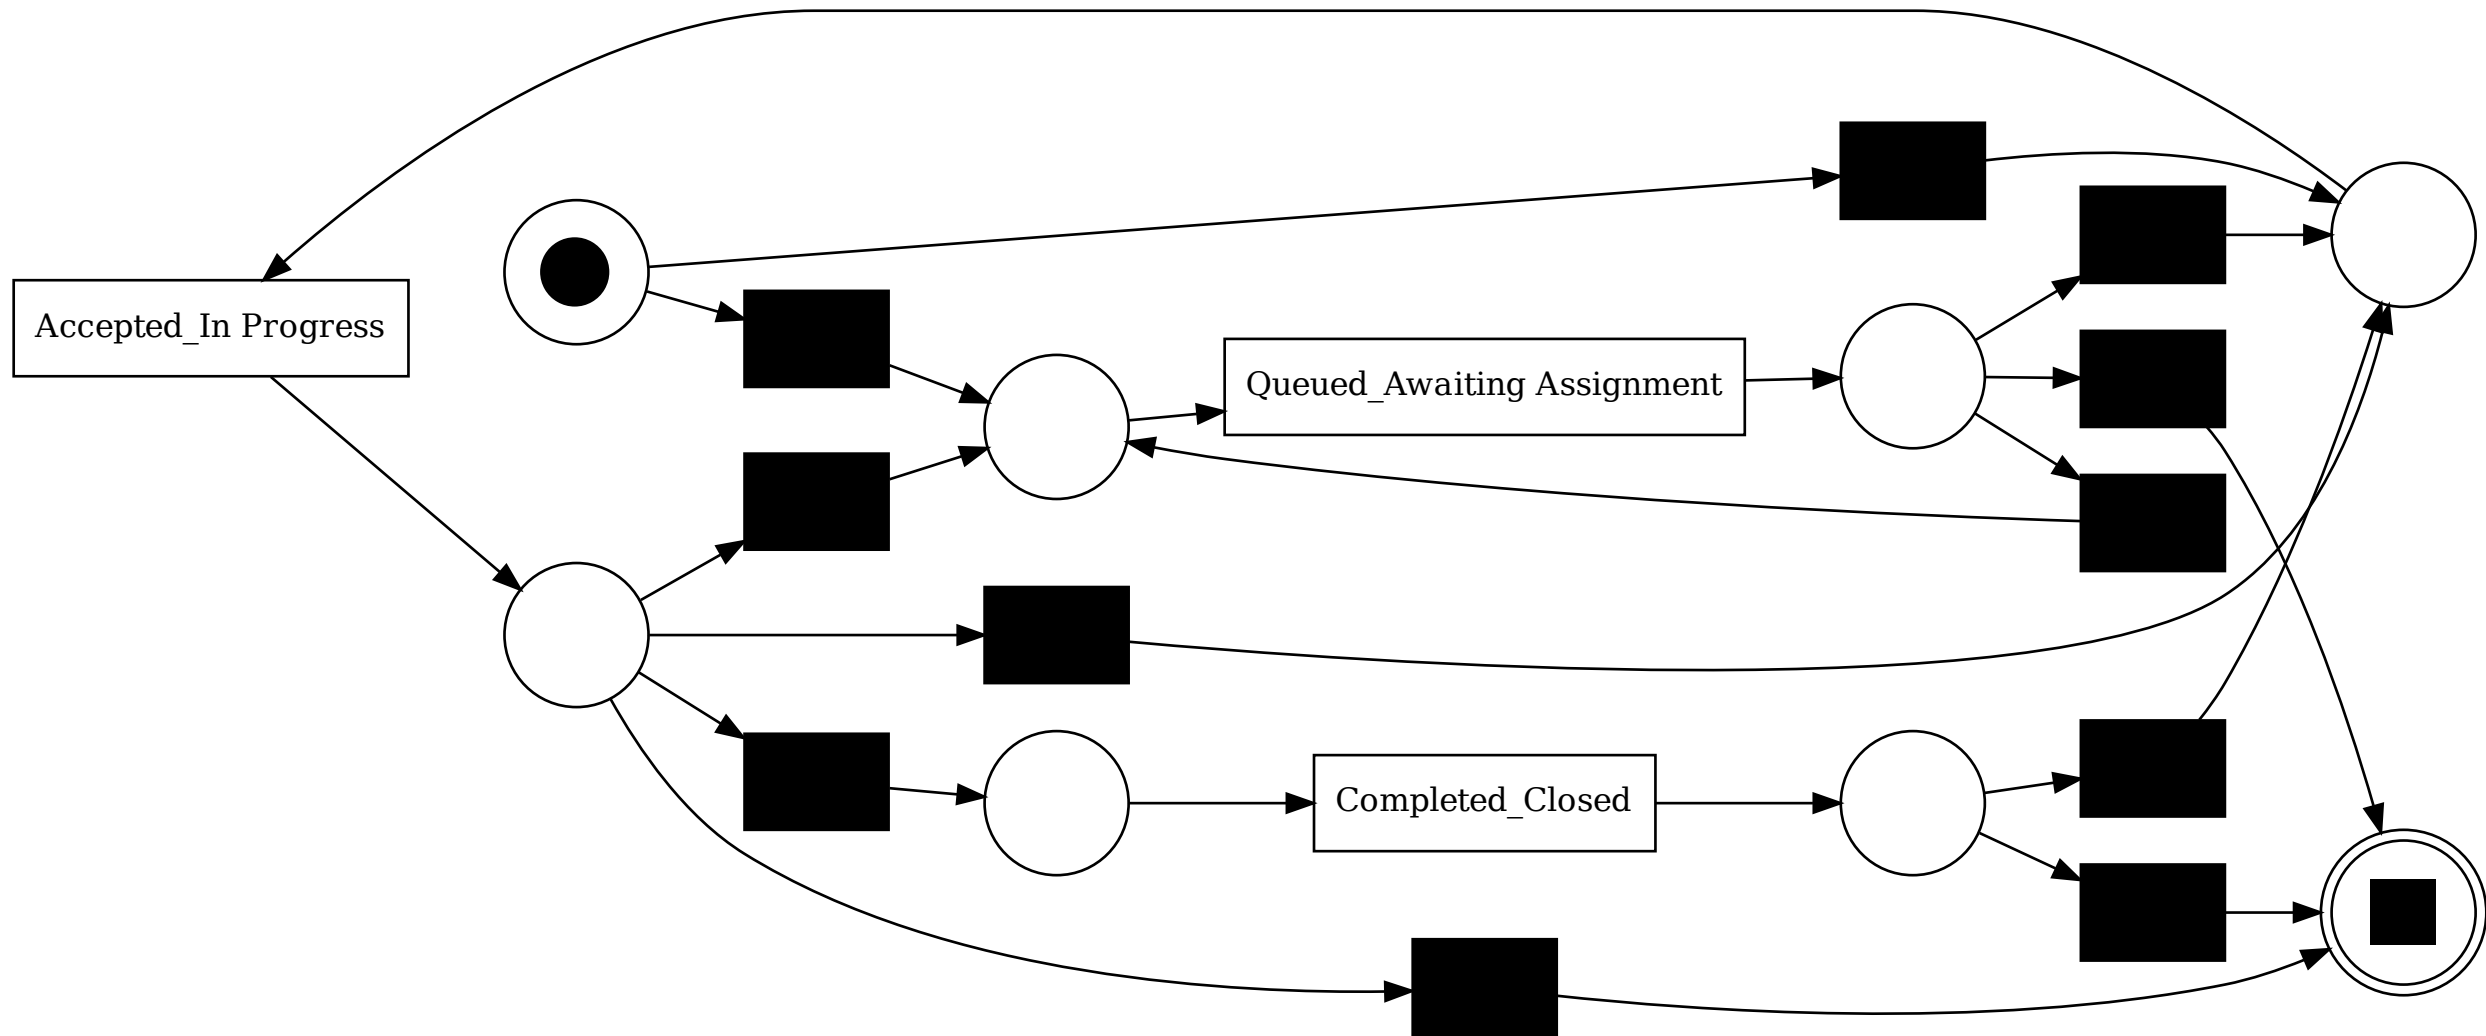 Accepted_In Progress
Queued_Awaiting Assignment
Completed_Closed